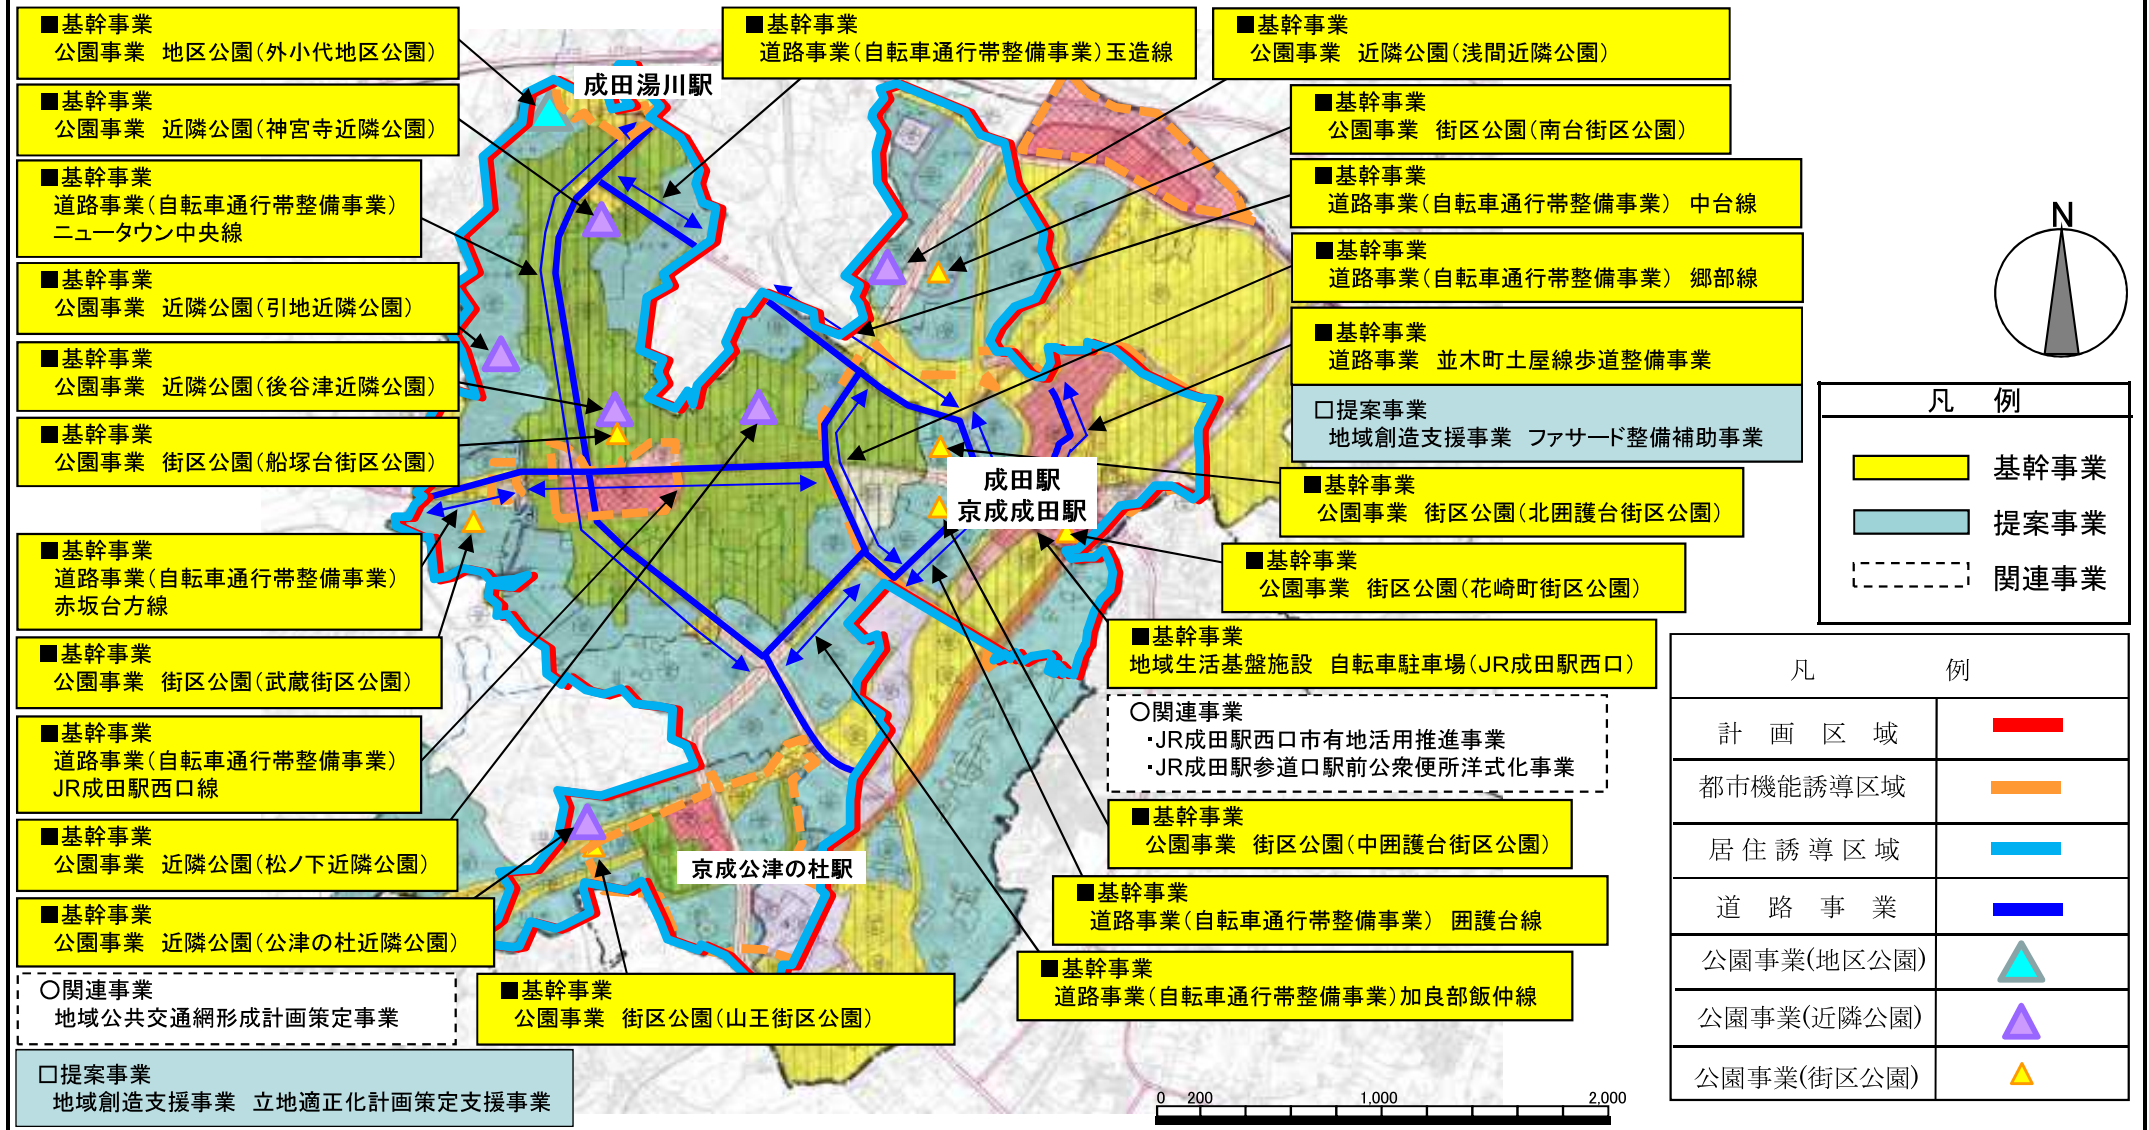 ■基幹事業
公園事業 地区公園(外小代地区公園)
■基幹事業
公園事業 近隣公園(神宮寺近隣公園)
■基幹事業
道路事業(自転車通行帯整備事業)
ニュータウン中央線
■基幹事業
公園事業 近隣公園(引地近隣公園)
■基幹事業
公園事業 近隣公園(後谷津近隣公園)
■基幹事業
公園事業 街区公園(船塚台街区公園)
■基幹事業
道路事業(自転車通行帯整備事業)
赤坂台方線
■基幹事業
公園事業 街区公園(武蔵街区公園)
■基幹事業
道路事業(自転車通行帯整備事業)
JR成田駅西口線
■基幹事業
公園事業 近隣公園(松ノ下近隣公園)
■基幹事業
公園事業 近隣公園(公津の杜近隣公園)
○関連事業
地域公共交通網形成計画策定事業
□提案事業
地域創造支援事業 立地適正化計画策定支援事業
■基幹事業
公園事業 街区公園(山王街区公園)
成田湯川駅
■基幹事業
道路事業(自転車通行帯整備事業)玉造線
■基幹事業
公園事業 近隣公園(浅間近隣公園)
■基幹事業
公園事業 街区公園(南台街区公園)
■基幹事業
道路事業(自転車通行帯整備事業) 中台線
■基幹事業
道路事業(自転車通行帯整備事業) 郷部線
■基幹事業
道路事業 並木町土屋線歩道整備事業
□提案事業
地域創造支援事業 ファサード整備補助事業
成田駅
京成成田駅
■基幹事業
公園事業 街区公園(北囲護台街区公園)
■基幹事業
公園事業 街区公園(花崎町街区公園)
■基幹事業
地域生活基盤施設 自転車駐車場(JR成田駅西口)
○関連事業
・JR成田駅西口市有地活用推進事業
・JR成田駅参道口駅前公衆便所洋式化事業
■基幹事業
公園事業 街区公園(中囲護台街区公園)
京成公津の杜駅
■基幹事業
道路事業(自転車通行帯整備事業) 囲護台線
■基幹事業
道路事業(自転車通行帯整備事業)加良部飯仲線
N
凡 例
基幹事業
提案事業
関連事業
凡 例
計画区域
都市機能誘導区域
居住誘導区域
道路事業
公園事業(地区公園)
公園事業(近隣公園)
公園事業(街区公園)
0 200 1,000 2,000